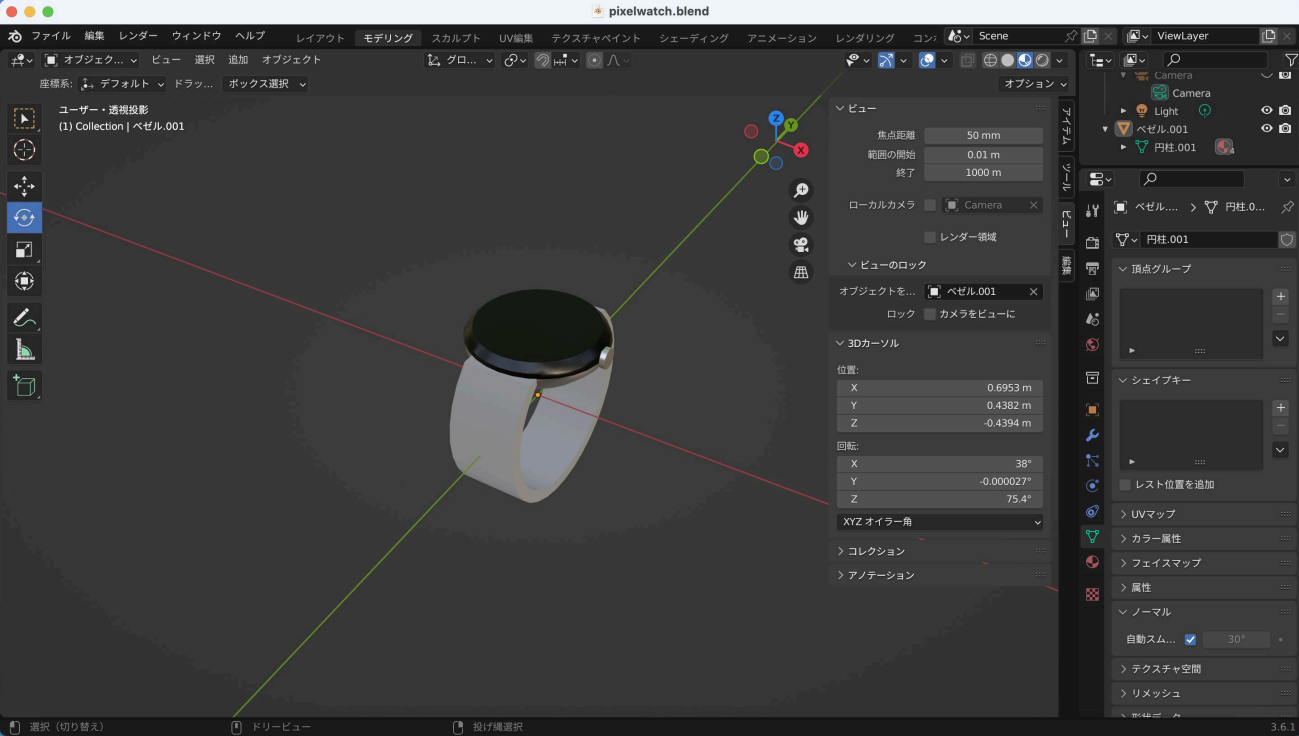 pixelwatch.blend
ファイル 編集 レンダー ウィンドウ ヘルプ レイアウト モデリング スカルプト UV編集 テクスチャペイント シェーディング アニメーション レンダリング コン Scene ViewLayer
オブジェク... ビュー 選択 追加 オブジェクト グロ...
座標系: デフォルト ドラッ... ボックス選択 オプション
ユーザー・透視投影
(1) Collection | ベゼル.001
Z
Y
X
ビュー
焦点距離 50 mm
範囲の開始 0.01 m
終了 1000 m
ローカルカメラ Camera
レンダー領域
ビューのロック
オブジェクトを... ベゼル.001
ロック カメラをビューに
3Dカーソル
位置:
X 0.6953 m
Y 0.4382 m
Z -0.4394 m
回転:
X 38°
Y -0.000027°
Z 75.4°
XYZ オイラー角
コレクション
アノテーション
アイテム
ツール
ビュー
編集
Camera
Camera
Light
ベゼル.001
円柱.001 4
ベゼル.... 円柱.0...
円柱.001
頂点グループ
シェイプキー
レスト位置を追加
UVマップ
カラー属性
フェイスマップ
属性
ノーマル
自動スム... 30°
テクスチャ空間
リメッシュ
形状データ
選択（切り替え） ドリービュー 投げ縄選択 3.6.1